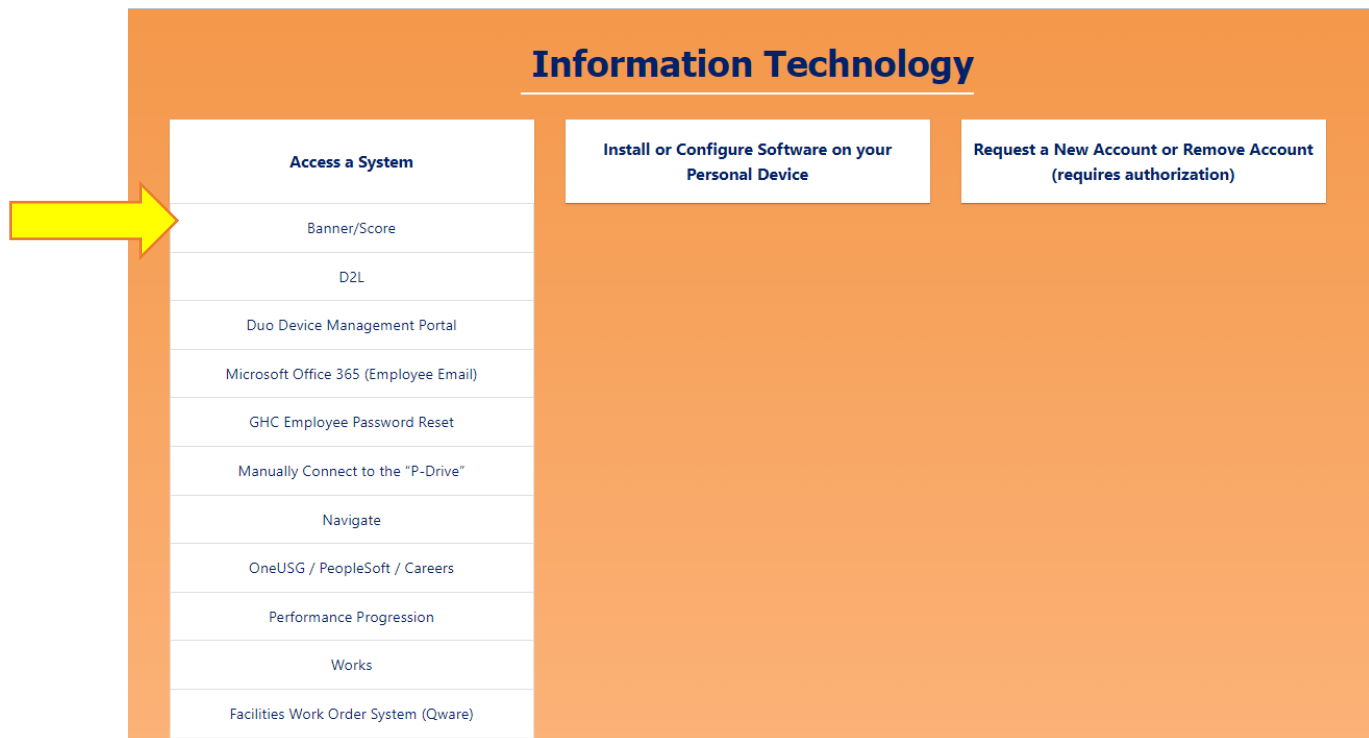 Information Technology
Access a System
Install or Configure Software on your
Personal Device
Request a New Account or Remove Account
(requires authorization)
Banner/Score
D2L
Duo Device Management Portal
Microsoft Office 365 (Employee Email)
GHC Employee Password Reset
Manually Connect to the “P-Drive”
Navigate
OneUSG / PeopleSoft / Careers
Performance Progression
Works
Facilities Work Order System (Qware)